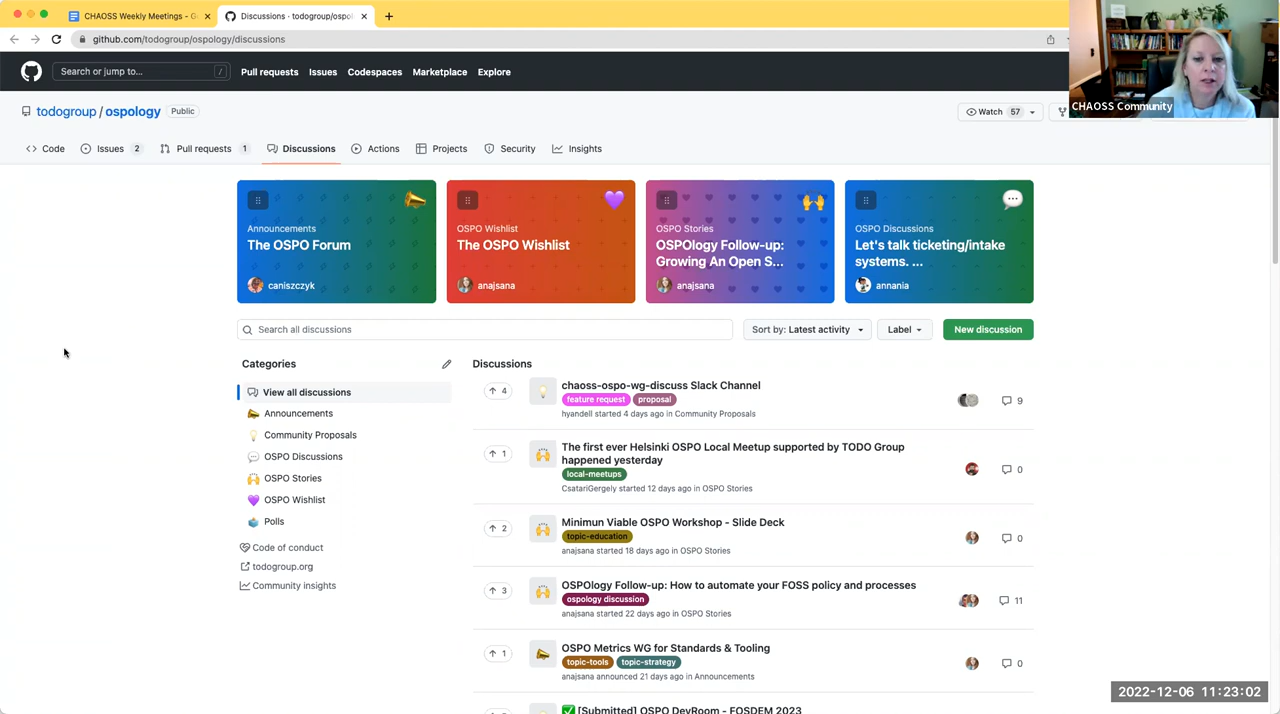 CHAOSS Weekly Meetings - G
Discussions · todogroup/ospol
github.com/todogroup/ospology/discussions
Search or jump to...
/
Pull requests
Issues
Codespaces
Marketplace
Explore
CHAOSS Community
todogroup / ospology
Public
Watch 57
Code
Issues 2
Pull requests 1
Discussions
Actions
Projects
Security
Insights
Announcements
The OSPO Forum
caniszczyk
OSPO Wishlist
The OSPO Wishlist
anajsana
OSPO Stories
OSPOlogy Follow-up:
Growing An Open S...
anajsana
OSPO Discussions
Let's talk ticketing/intake
systems. ...
annania
Search all discussions
Sort by: Latest activity
Label
New discussion
Categories
View all discussions
Announcements
Community Proposals
OSPO Discussions
OSPO Stories
OSPO Wishlist
Polls
Code of conduct
todogroup.org
Community insights
Discussions
4
chaoss-ospo-wg-discuss Slack Channel
feature request proposal
hyandell started 4 days ago in Community Proposals
9
1
The first ever Helsinki OSPO Local Meetup supported by TODO Group
happened yesterday
local-meetups
CsatariGergely started 12 days ago in OSPO Stories
0
2
Minimun Viable OSPO Workshop - Slide Deck
topic-education
anajsana started 18 days ago in OSPO Stories
0
3
OSPOlogy Follow-up: How to automate your FOSS policy and processes
ospology discussion
anajsana started 22 days ago in OSPO Stories
11
1
OSPO Metrics WG for Standards & Tooling
topic-tools topic-strategy
anajsana announced 21 days ago in Announcements
0
[Submitted] OSPO DevRoom - FOSDEM 2023
2022-12-06 11:23:02